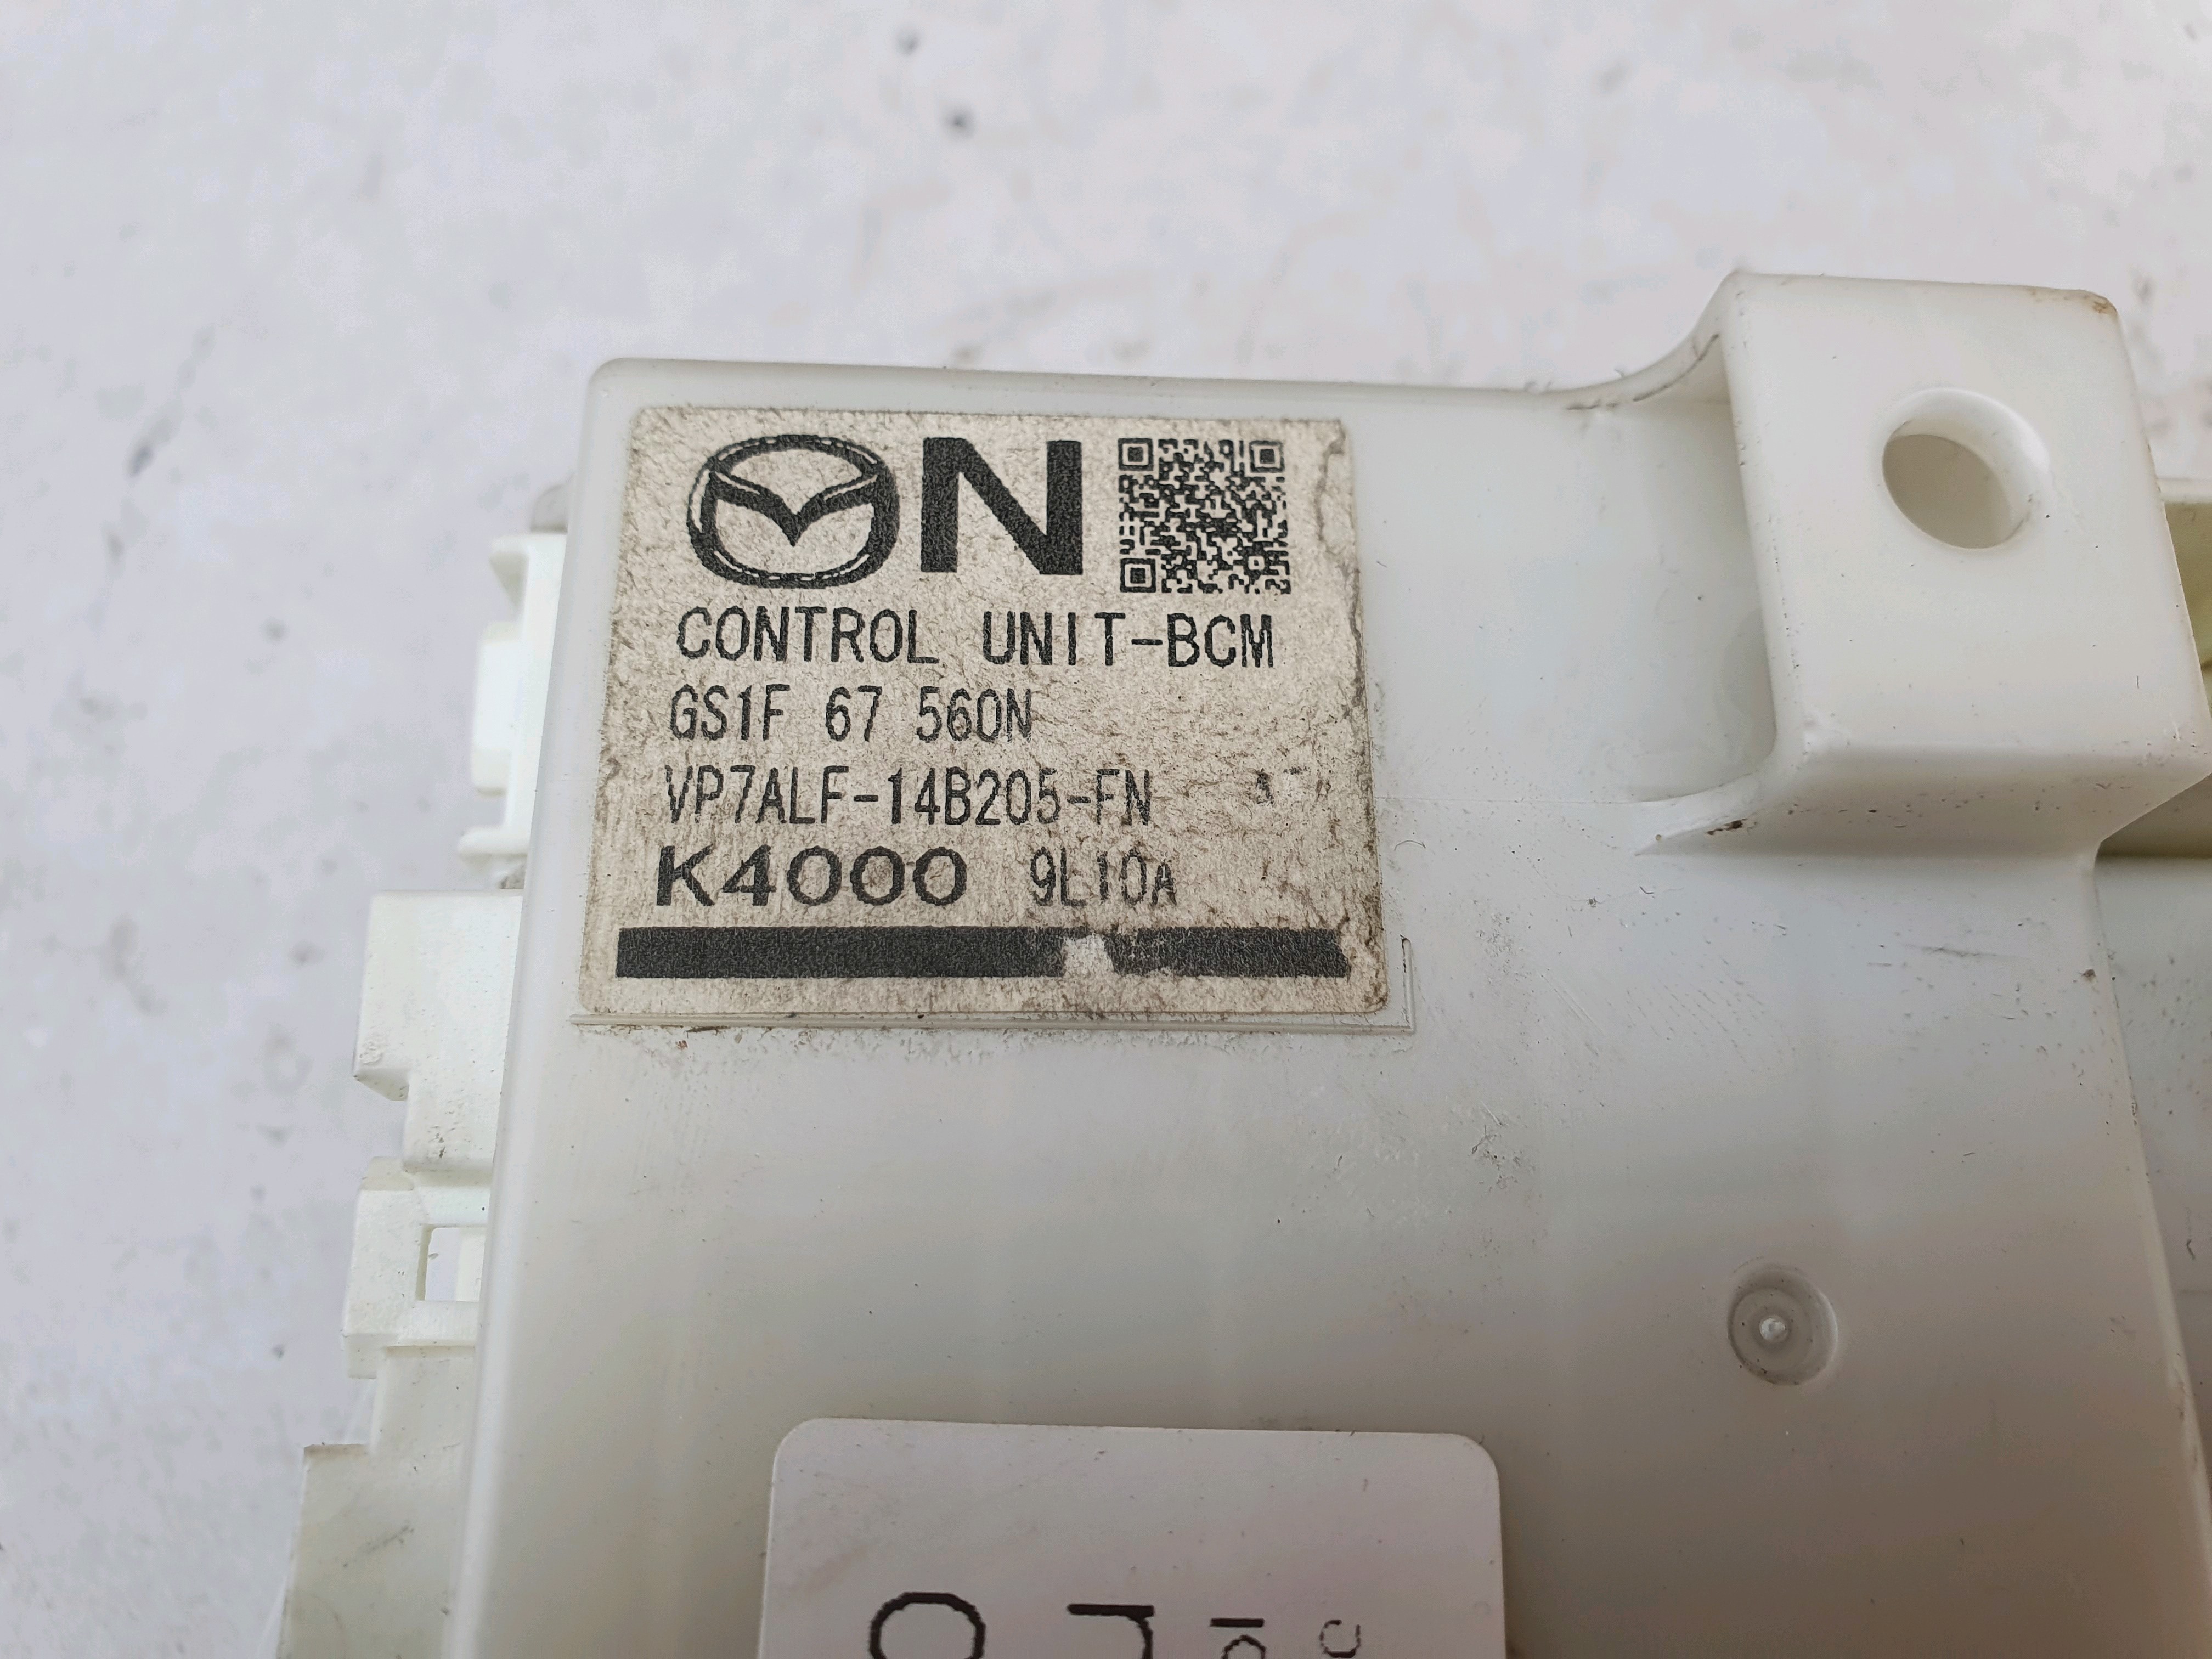 N
CONTROL UNIT-BCM
GS1F 67 560N
VP7ALF-14B205-FN
K4000 9L10A